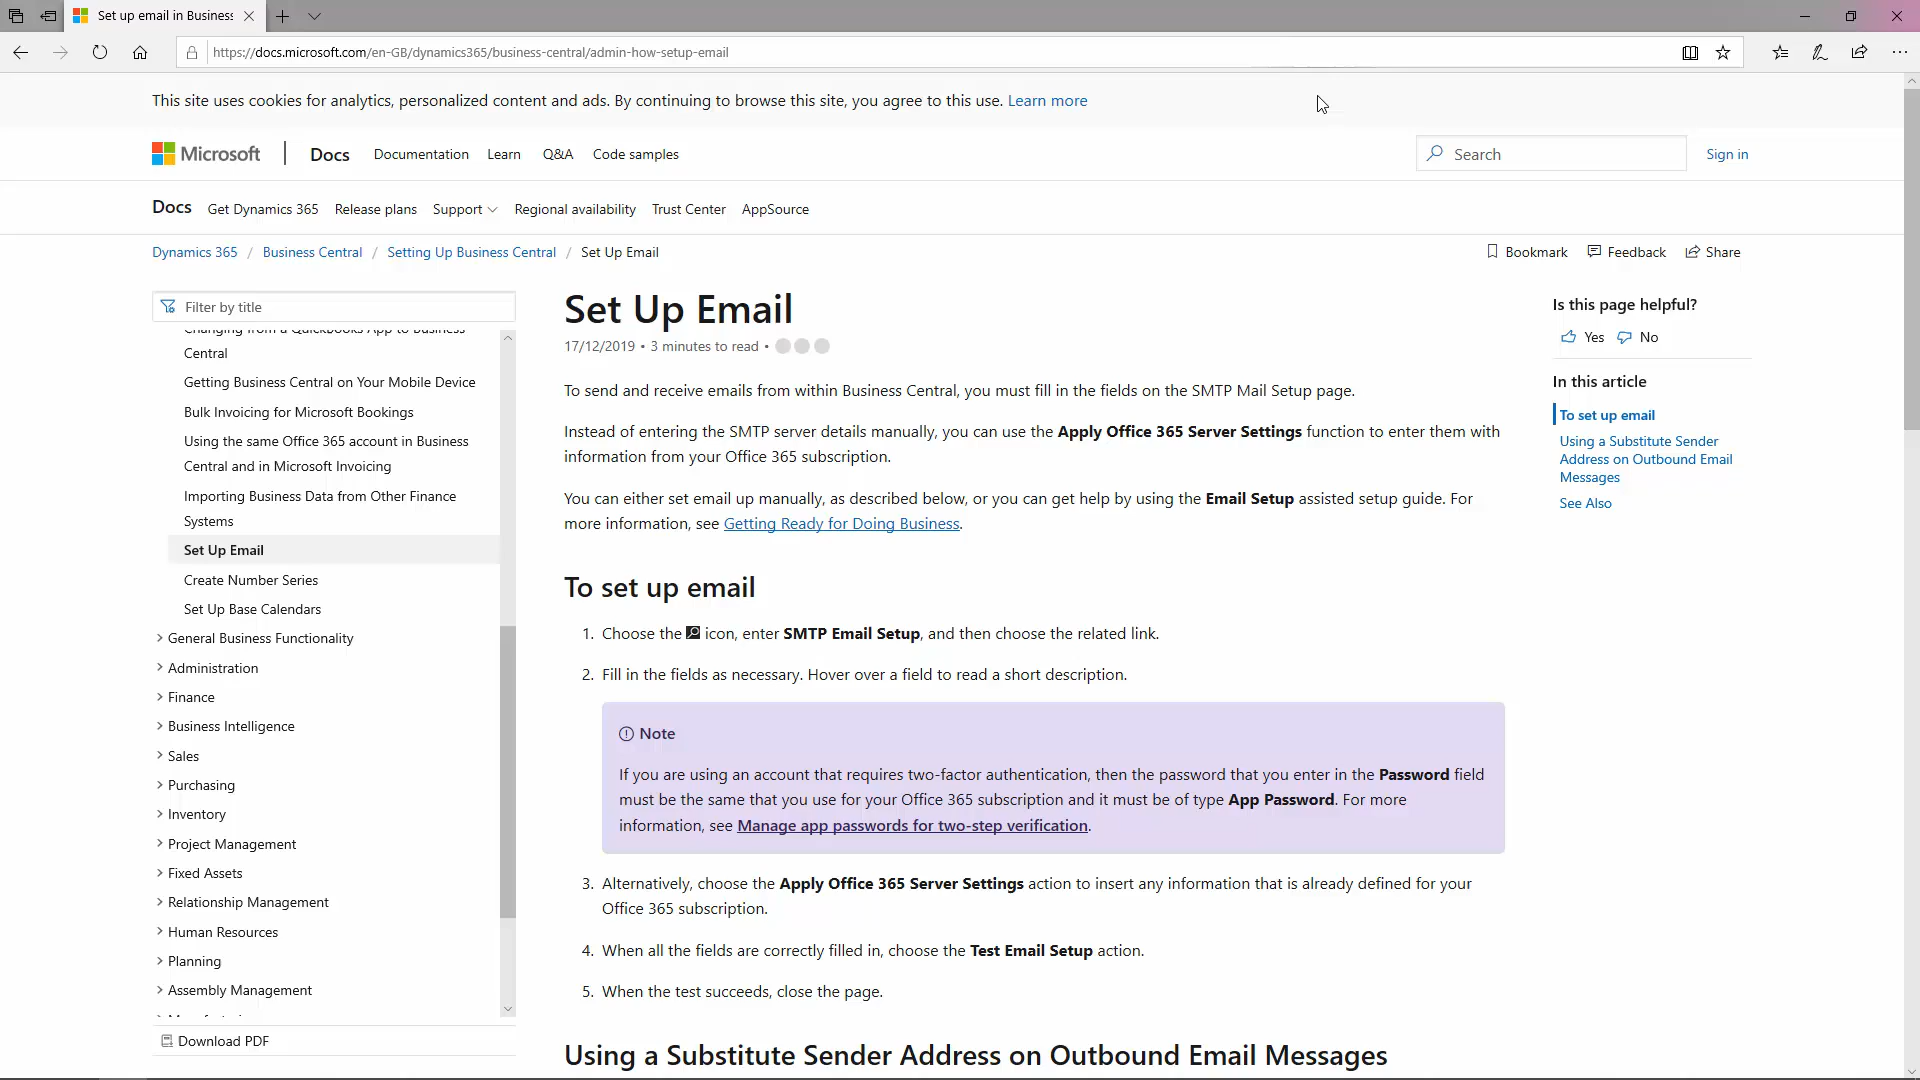 Set up email in Business
https://docs.microsoft.com/en-GB/dynamics365/business-central/admin-how-setup-email
This site uses cookies for analytics, personalized content and ads. By continuing to browse this site, you agree to this use. Learn more
Microsoft Docs Documentation Learn Q&A Code samples Search Sign in
Docs Get Dynamics 365 Release plans Support Regional availability Trust Center AppSource
Dynamics 365 / Business Central / Setting Up Business Central / Set Up Email
Bookmark Feedback Share
Filter by title
Changing from a QuickBooks App to Business
Central
Getting Business Central on Your Mobile Device
Bulk Invoicing for Microsoft Bookings
Using the same Office 365 account in Business
Central and in Microsoft Invoicing
Importing Business Data from Other Finance
Systems
Set Up Email
Create Number Series
Set Up Base Calendars
General Business Functionality
Administration
Finance
Business Intelligence
Sales
Purchasing
Inventory
Project Management
Fixed Assets
Relationship Management
Human Resources
Planning
Assembly Management
Download PDF
Set Up Email
17/12/2019 • 3 minutes to read •
To send and receive emails from within Business Central, you must fill in the fields on the SMTP Mail Setup page.
Instead of entering the SMTP server details manually, you can use the Apply Office 365 Server Settings function to enter them with
information from your Office 365 subscription.
You can either set email up manually, as described below, or you can get help by using the Email Setup assisted setup guide. For
more information, see Getting Ready for Doing Business.
To set up email
1. Choose the icon, enter SMTP Email Setup, and then choose the related link.
2. Fill in the fields as necessary. Hover over a field to read a short description.
Note
If you are using an account that requires two-factor authentication, then the password that you enter in the Password field
must be the same that you use for your Office 365 subscription and it must be of type App Password. For more
information, see Manage app passwords for two-step verification.
3. Alternatively, choose the Apply Office 365 Server Settings action to insert any information that is already defined for your
Office 365 subscription.
4. When all the fields are correctly filled in, choose the Test Email Setup action.
5. When the test succeeds, close the page.
Using a Substitute Sender Address on Outbound Email Messages
Is this page helpful?
Yes No
In this article
To set up email
Using a Substitute Sender
Address on Outbound Email
Messages
See Also